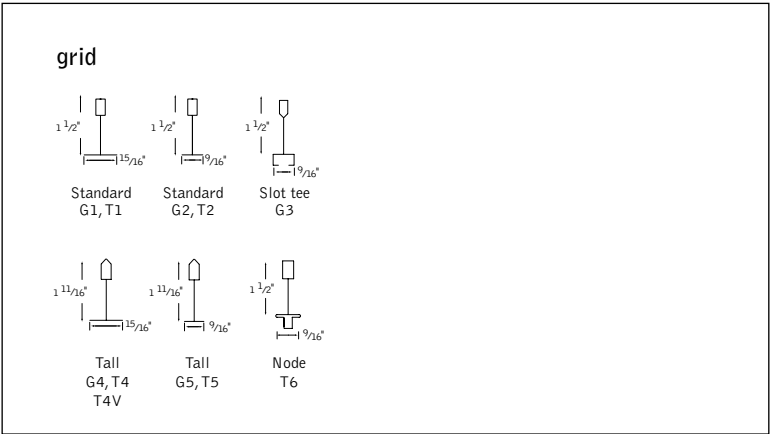 grid
1 1/2" 1 1/2" 1 1/2"
15/16" 9/16" 9/16"
Standard Standard Slot tee
G1, T1 G2, T2 G3
1 11/16" 1 11/16" 1 1/2"
15/16" 9/16" 9/16"
Tall Tall Node
G4, T4 G5, T5 T6
T4V